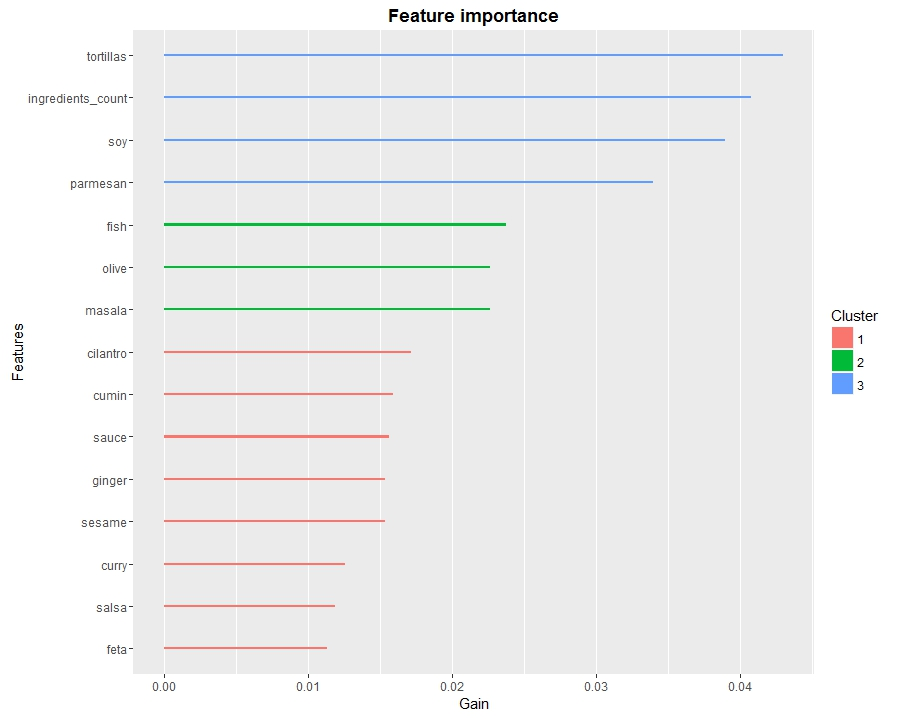 Feature importance
tortillas
ingredients_count
soy
parmesan
fish
olive
masala
cilantro
cumin
sauce
ginger
sesame
curry
salsa
feta
Features
0.00 0.01 0.02 0.03 0.04
Gain
Cluster
1
2
3